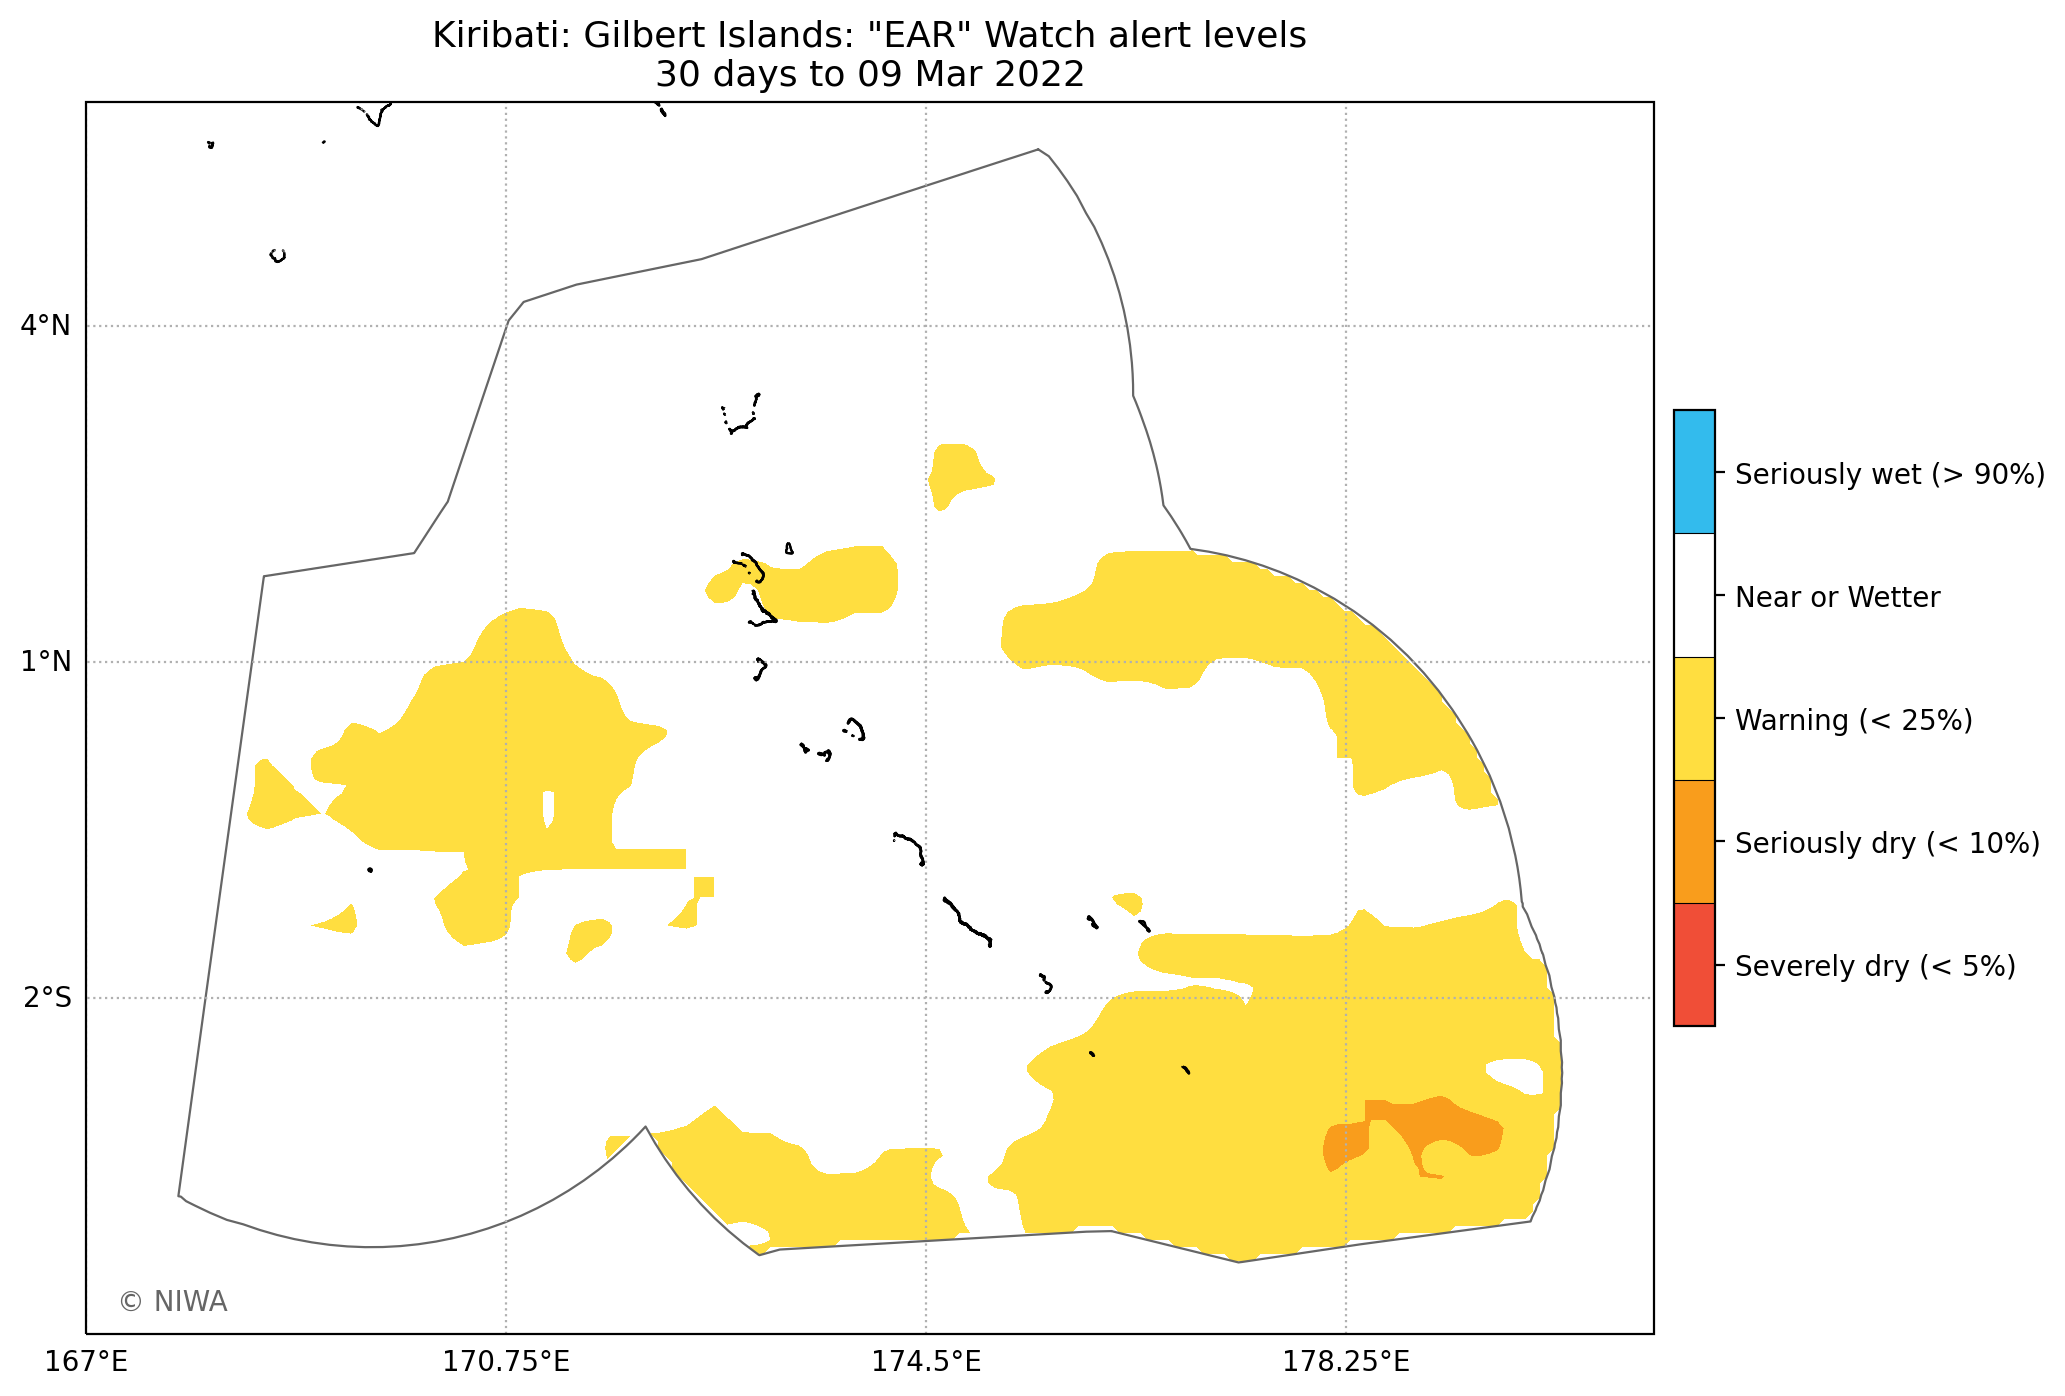 Kiribati: Gilbert Islands: "EAR" Watch alert levels
30 days to 09 Mar 2022
4°N
1°N
2°S
167°E
170.75°E
174.5°E
178.25°E
Seriously wet (> 90%)
Near or Wetter
Warning (< 25%)
Seriously dry (< 10%)
Severely dry (< 5%)
© NIWA